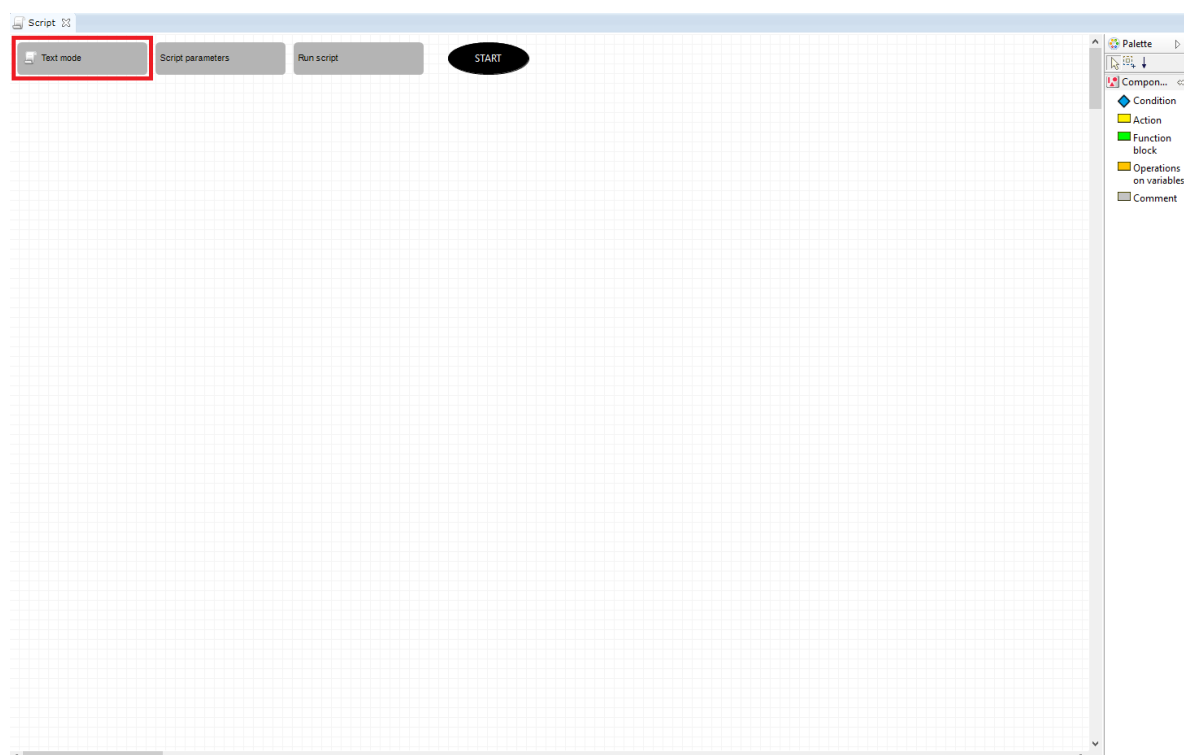 Script
Text mode
Script parameters
Run script
START
Palette
Compon...
Condition
Action
Function
block
Operations
on variables
Comment